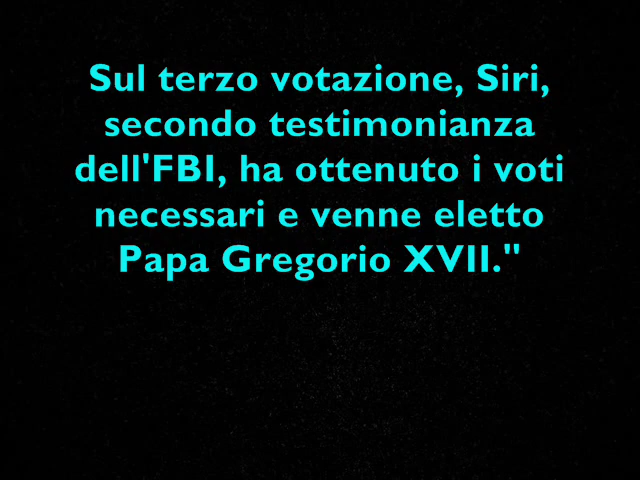 Sul terzo votazione, Siri,
secondo testimonianza
dell'FBI, ha ottenuto i voti
necessari e venne eletto
Papa Gregorio XVII."